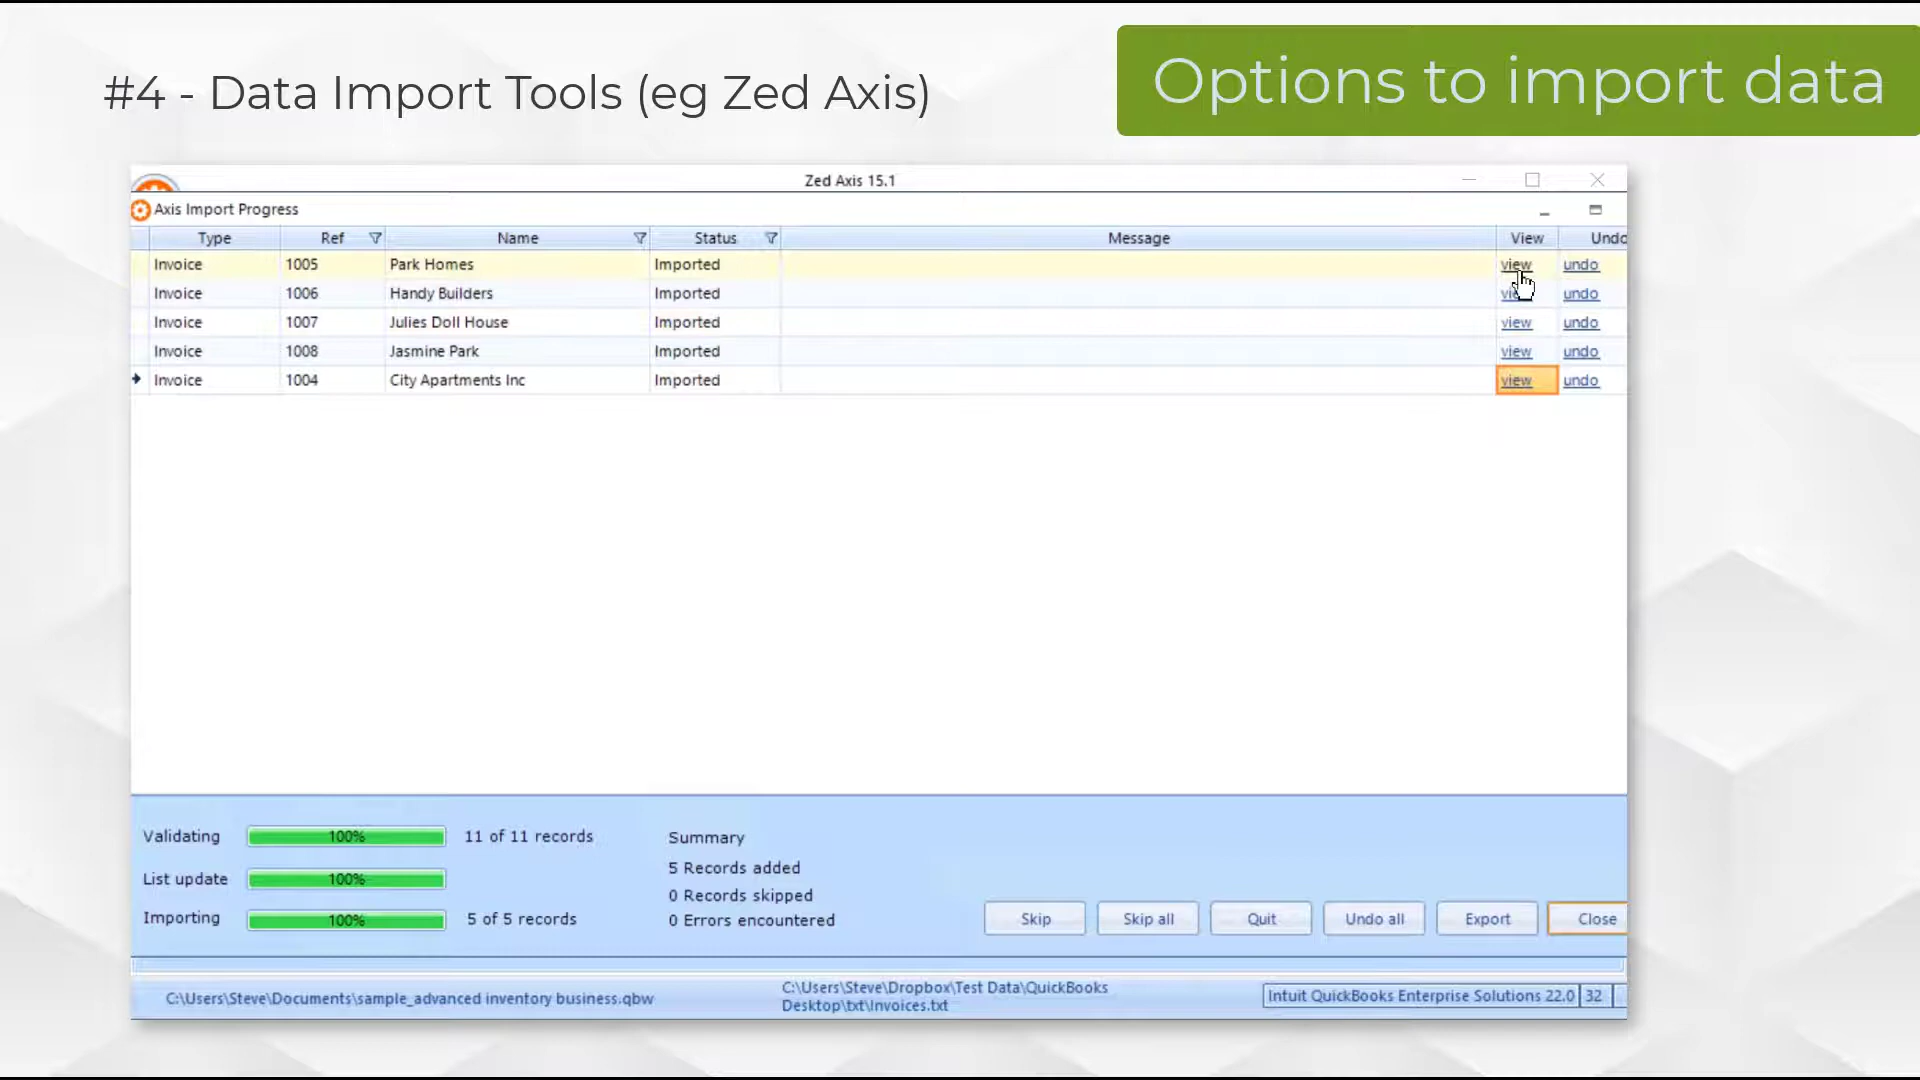 #4 - Data Import Tools (eg Zed Axis)
Options to import data
Zed Axis 15.1
Axis Import Progress
Type Ref Name Status Message View Undo
Invoice 1005 Park Homes Imported view undo
Invoice 1006 Handy Builders Imported view undo
Invoice 1007 Julies Doll House Imported view undo
Invoice 1008 Jasmine Park Imported view undo
Invoice 1004 City Apartments Inc Imported view undo
Validating 100% 11 of 11 records
List update 100%
Importing 100% 5 of 5 records
Summary
5 Records added
0 Records skipped
0 Errors encountered
Skip Skip all Quit Undo all Export Close
C:\Users\Steve\Documents\sample_advanced inventory business.qbw
C:\Users\Steve\Dropbox\Test Data\QuickBooks
Desktop\txt\Invoices.txt
Intuit QuickBooks Enterprise Solutions 22.0 32